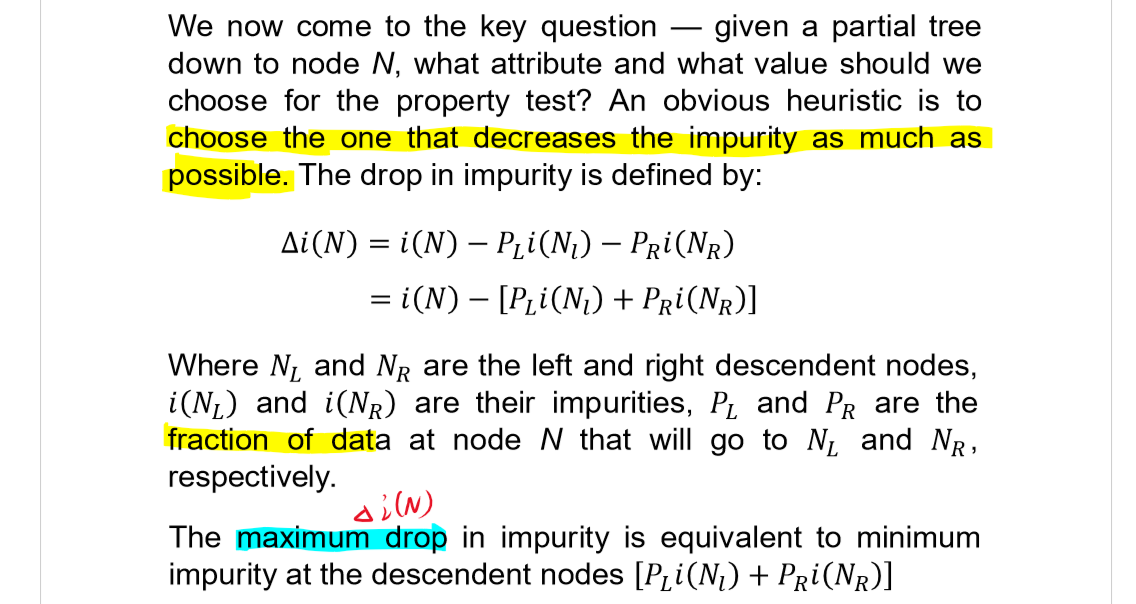 We now come to the key question — given a partial tree
down to node N, what attribute and what value should we
choose for the property test? An obvious heuristic is to
choose the one that decreases the impurity as much as
possible. The drop in impurity is defined by:
Δi(N) = i(N) − P_L i(N_l) − P_R i(N_R)
= i(N) − [P_L i(N_l) + P_R i(N_R)]
Where N_L and N_R are the left and right descendent nodes,
i(N_L) and i(N_R) are their impurities, P_L and P_R are the
fraction of data at node N that will go to N_L and N_R,
respectively.
Δi(N)
The maximum drop in impurity is equivalent to minimum
impurity at the descendent nodes [P_L i(N_l) + P_R i(N_R)]